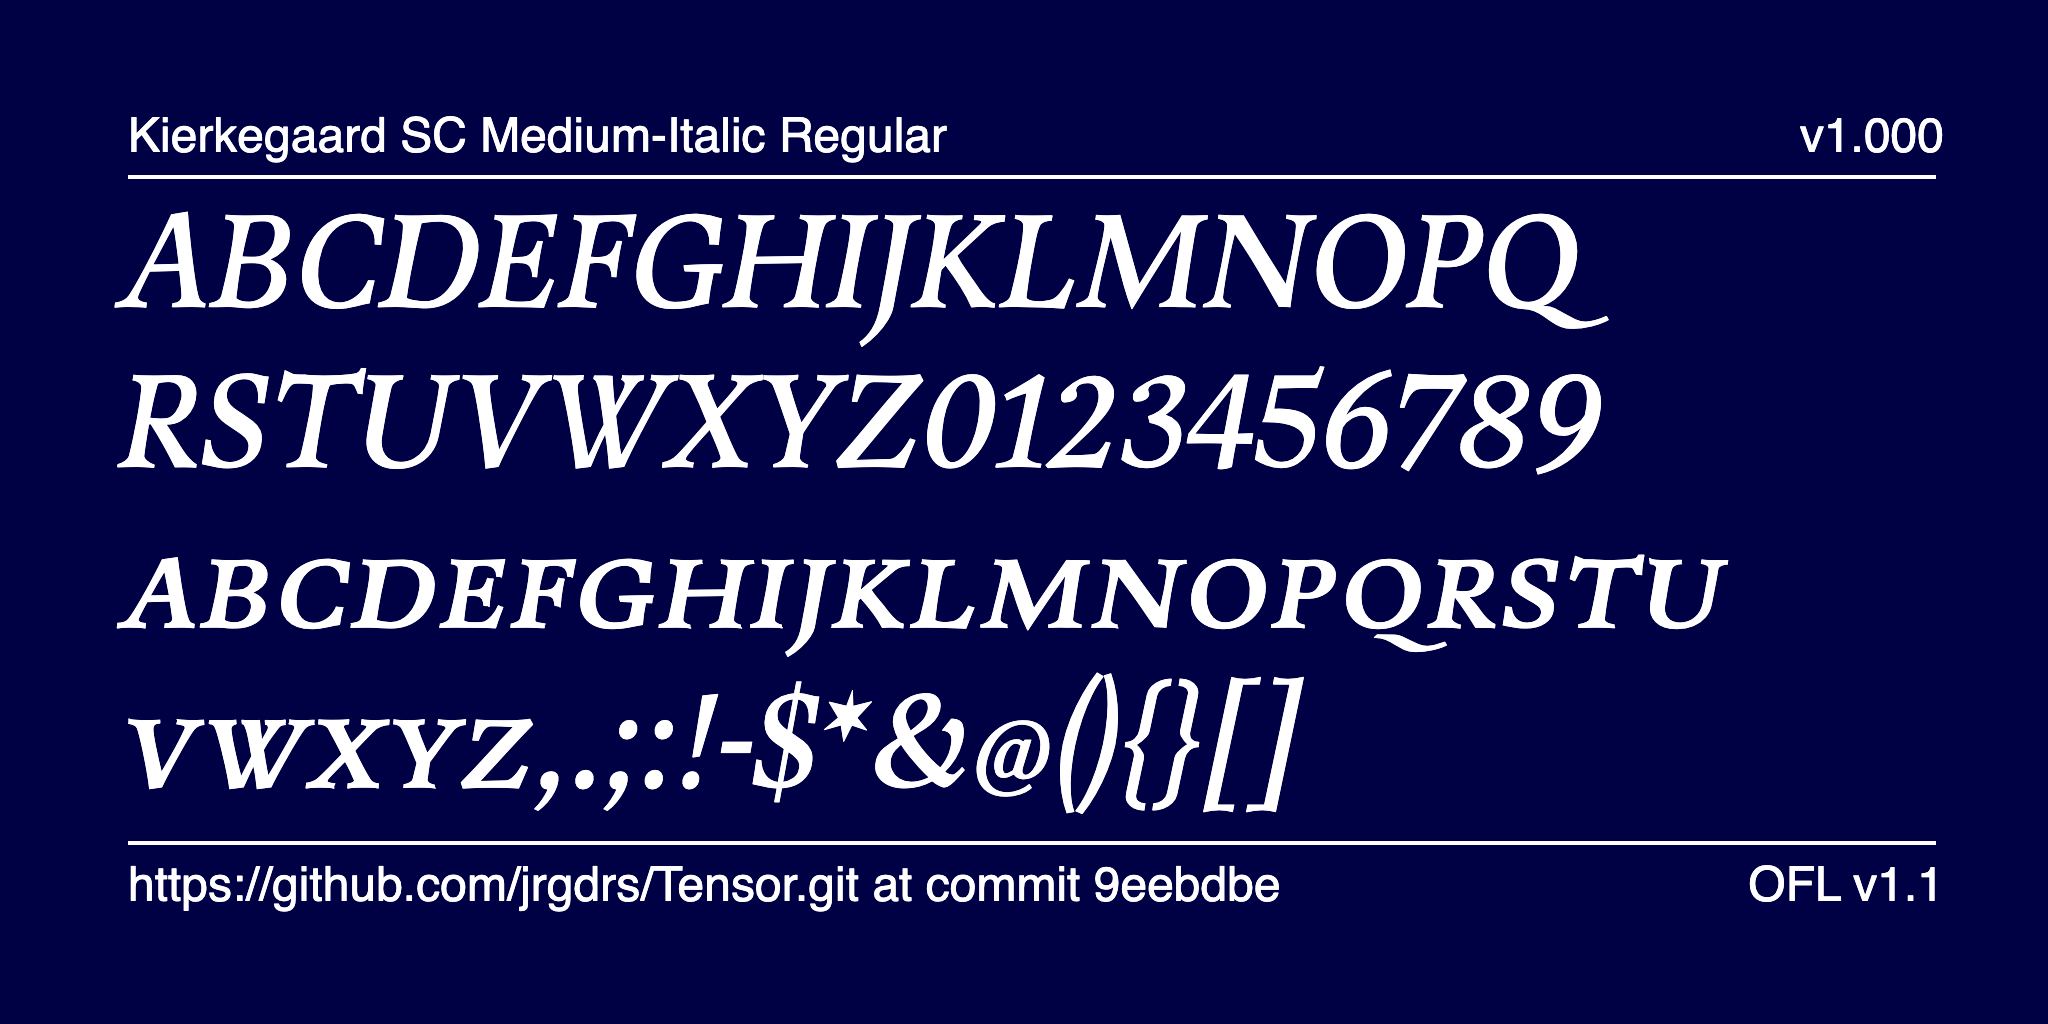 Kierkegaard SC Medium-Italic Regular v1.000
ABCDEFGHIJKLMNOPQ
RSTUVWXYZ0123456789
ABCDEFGHIJKLMNOPQRSTU
VWXYZ,.;:!-$*&@(){}[]
https://github.com/jrgdrs/Tensor.git at commit 9eebdbe OFL v1.1